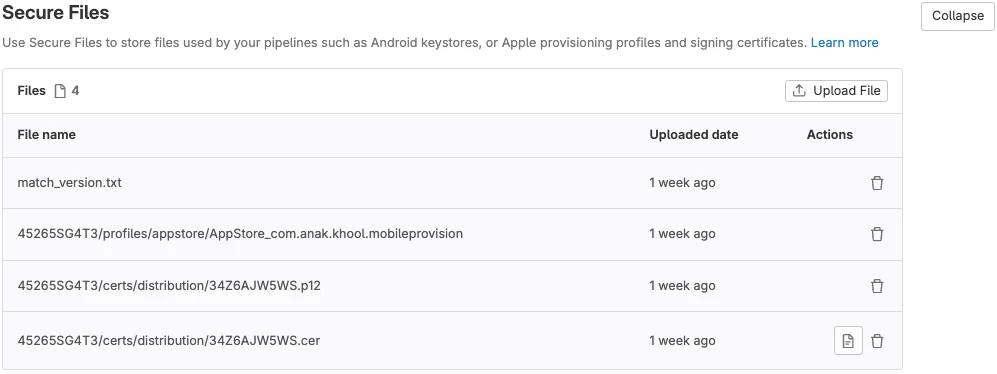 Secure Files
Collapse
Use Secure Files to store files used by your pipelines such as Android keystores, or Apple provisioning profiles and signing certificates. Learn more
Files 4
Upload File
File name Uploaded date Actions
match_version.txt 1 week ago
45265SG4T3/profiles/appstore/AppStore_com.anak.khool.mobileprovision 1 week ago
45265SG4T3/certs/distribution/34Z6AJW5WS.p12 1 week ago
45265SG4T3/certs/distribution/34Z6AJW5WS.cer 1 week ago